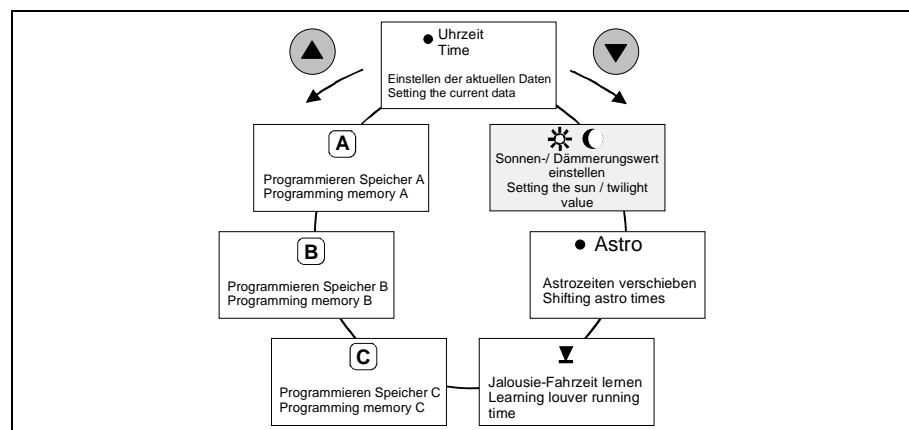 Uhrzeit
Time
Einstellen der aktuellen Daten
Setting the current data
A
Programmieren Speicher A
Programming memory A
Sonnen-/ Dämmerungswert
einstellen
Setting the sun / twilight
value
B
Programmieren Speicher B
Programming memory B
Astro
Astrozeiten verschieben
Shifting astro times
C
Programmieren Speicher C
Programming memory C
Jalousie-Fahrzeit lernen
Learning louver running
time